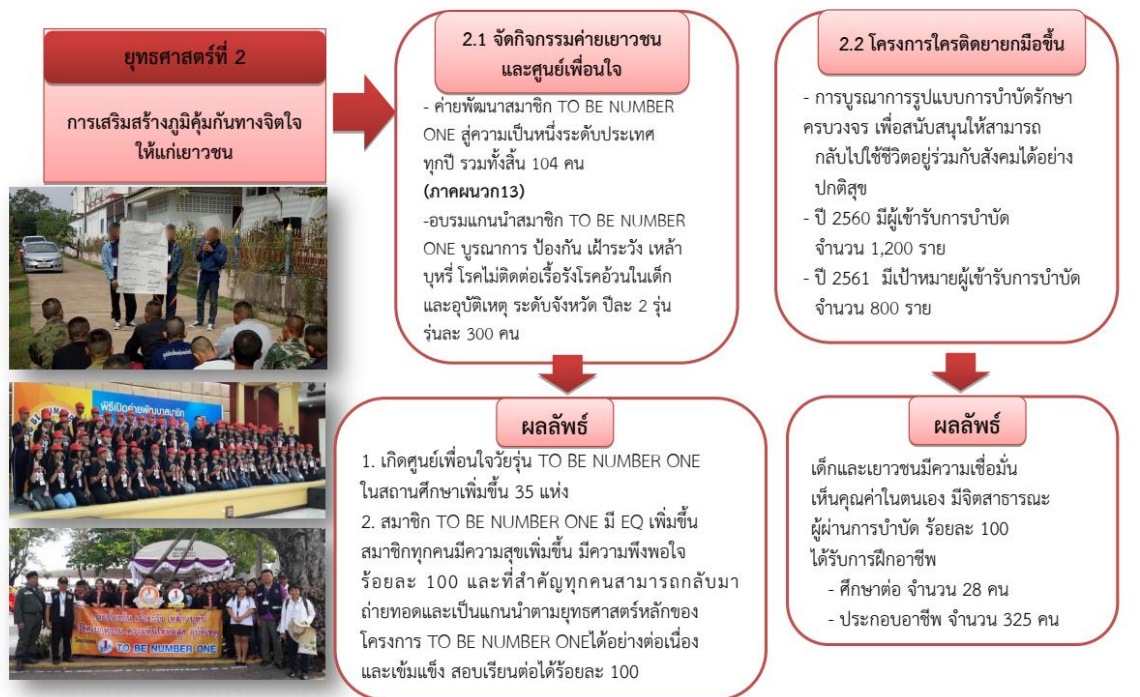 ยุทธศาสตร์ที่ 2
การเสริมสร้างภูมิคุ้มกันทางจิตใจ
ให้แก่เยาวชน
2.1 จัดกิจกรรมค่ายเยาวชน
และศูนย์เพื่อนใจ
- ค่ายพัฒนาสมาชิก TO BE NUMBER
ONE สู่ความเป็นหนึ่งระดับประเทศ
ทุกปี รวมทั้งสิ้น 104 คน
(ภาคผนวก13)
-อบรมแกนนำสมาชิก TO BE NUMBER
ONE บูรณาการ ป้องกัน เฝ้าระวัง เหล้า
บุหรี่ โรคไม่ติดต่อเรื้อรังโรคอ้วนในเด็ก
และอุบัติเหตุ ระดับจังหวัด ปีละ 2 รุ่น
รุ่นละ 300 คน
ผลลัพธ์
1. เกิดศูนย์เพื่อนใจวัยรุ่น TO BE NUMBER ONE
ในสถานศึกษาเพิ่มขึ้น 35 แห่ง
2. สมาชิก TO BE NUMBER ONE มี EQ เพิ่มขึ้น
สมาชิกทุกคนมีความสุขเพิ่มขึ้น มีความพึงพอใจ
ร้อยละ 100 และที่สำคัญทุกคนสามารถกลับมา
ถ่ายทอดและเป็นแกนนำตามยุทธศาสตร์หลักของ
โครงการ TO BE NUMBER ONEได้อย่างต่อเนื่อง
และเข้มแข็ง สอบเรียนต่อได้ร้อยละ 100
2.2 โครงการใครติดยายกมือขึ้น
- การบูรณาการรูปแบบการบำบัดรักษา
ครบวงจร เพื่อสนับสนุนให้สามารถ
กลับไปใช้ชีวิตอยู่ร่วมกับสังคมได้อย่าง
ปกติสุข
- ปี 2560 มีผู้เข้ารับการบำบัด
จำนวน 1,200 ราย
- ปี 2561 มีเป้าหมายผู้เข้ารับการบำบัด
จำนวน 800 ราย
ผลลัพธ์
เด็กและเยาวชนมีความเชื่อมั่น
เห็นคุณค่าในตนเอง มีจิตสาธารณะ
ผู้ผ่านการบำบัด ร้อยละ 100
ได้รับการฝึกอาชีพ
- ศึกษาต่อ จำนวน 28 คน
- ประกอบอาชีพ จำนวน 325 คน
พิธีเปิดค่ายพัฒนาสมาชิก
TO BE NUMBER ONE